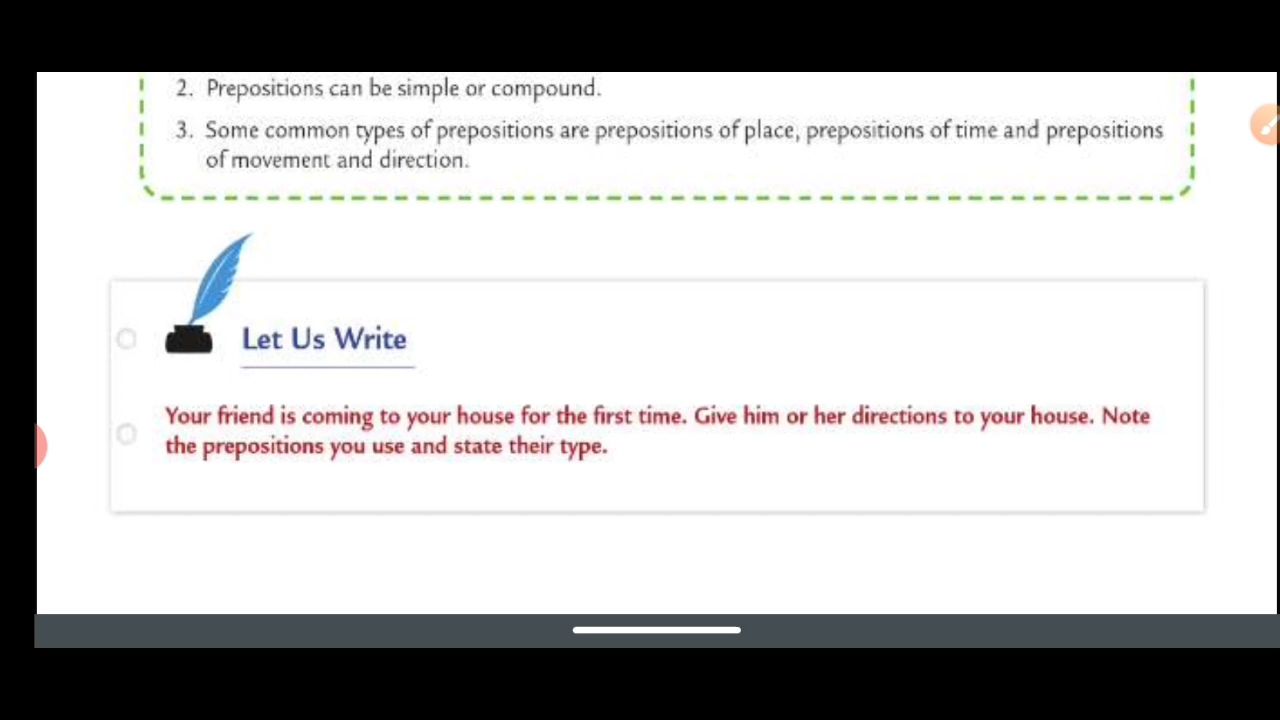 2. Prepositions can be simple or compound.
3. Some common types of prepositions are prepositions of place, prepositions of time and prepositions
of movement and direction.
Let Us Write
Your friend is coming to your house for the first time. Give him or her directions to your house. Note
the prepositions you use and state their type.